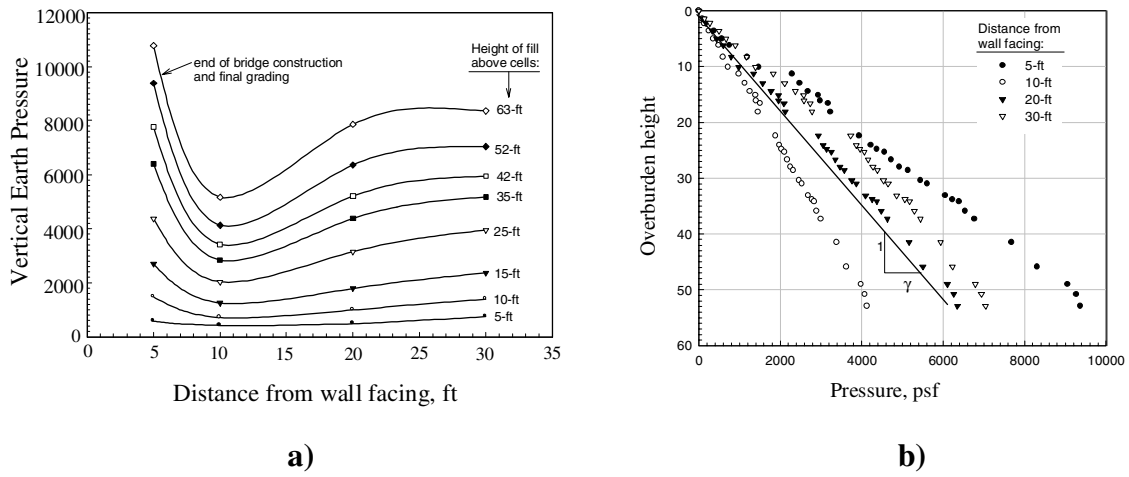 12000
10000
8000
6000
4000
2000
0
Vertical Earth Pressure
0 5 10 15 20 25 30 35
Distance from wall facing, ft
end of bridge construction
and final grading
Height of fill
above cells:
63-ft
52-ft
42-ft
35-ft
25-ft
15-ft
10-ft
5-ft
a)
0
10
20
30
40
50
60
Overburden height
0 2000 4000 6000 8000 10000
Pressure, psf
Distance from
wall facing:
5-ft
10-ft
20-ft
30-ft
1
γ
b)